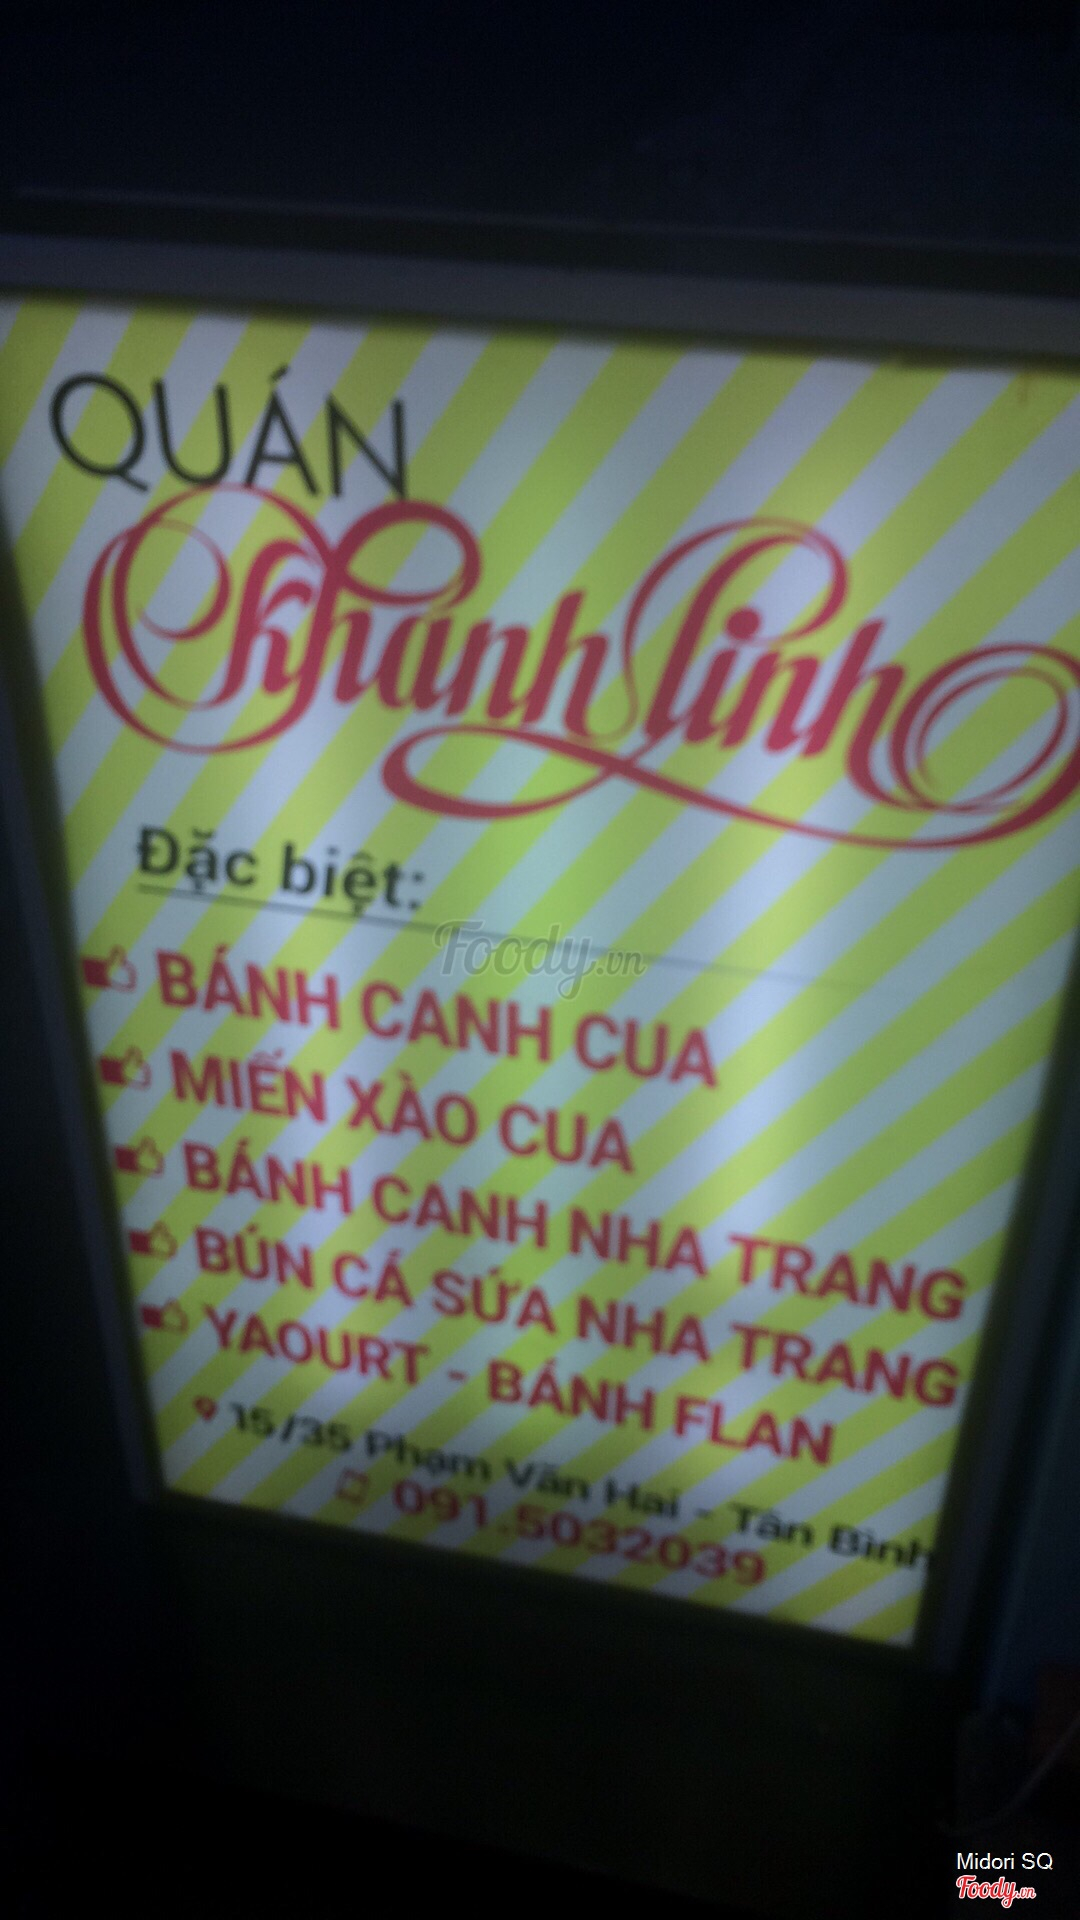 QUÁN
khánh linh
Đặc biệt:
Foody.vn
BÁNH CANH CUA
MIẾN XÀO CUA
BÁNH CANH NHA TRANG
BÚN CÁ SỨA NHA TRANG
YAOURT - BÁNH FLAN
15/35 Phạm Văn Hai - Tân Bình
091.5032039
Midori SQ
Foody.vn